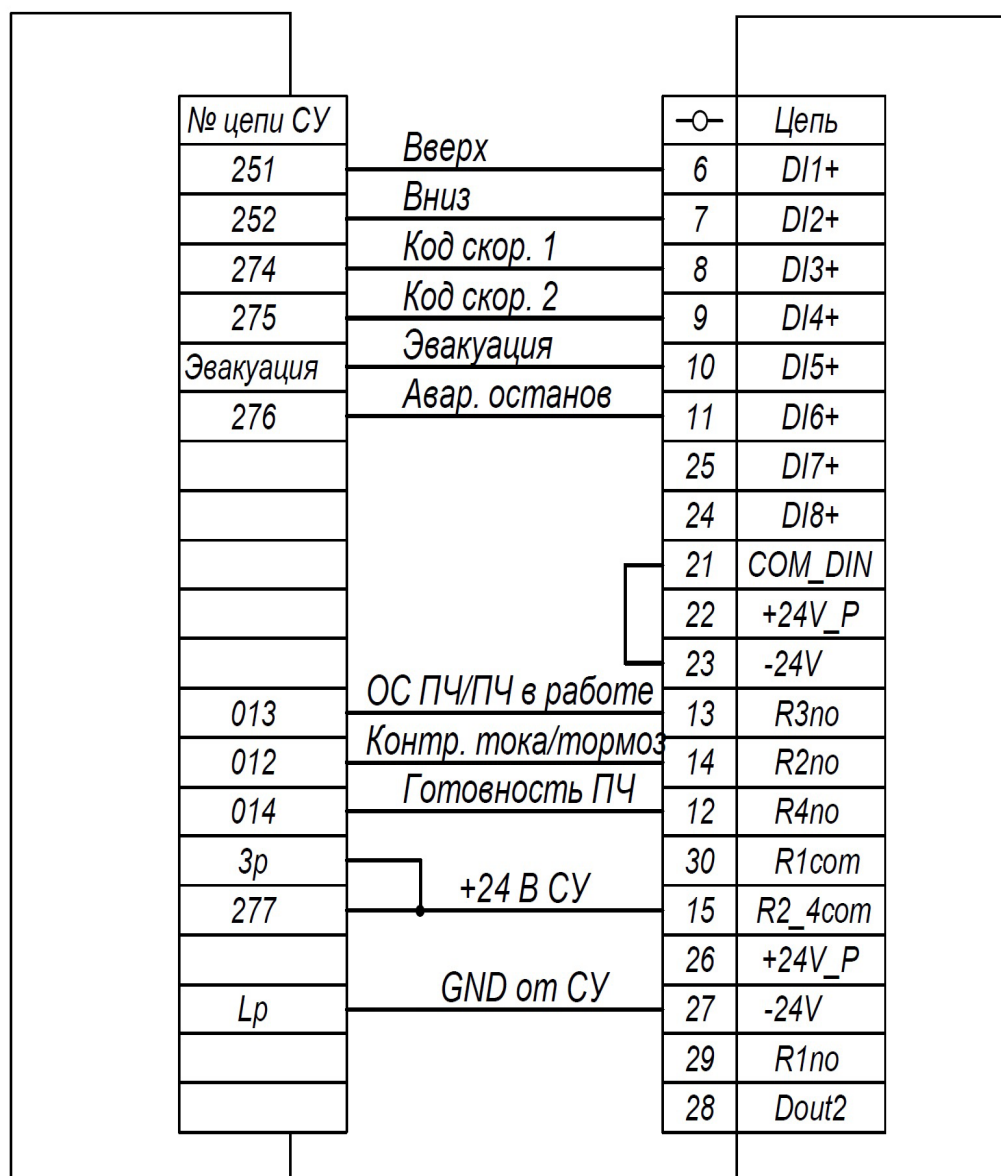 № цепи СУ Цепь
251 Вверх 6 DI1+
252 Вниз 7 DI2+
274 Код скор. 1 8 DI3+
275 Код скор. 2 9 DI4+
Эвакуация Эвакуация 10 DI5+
276 Авар. останов 11 DI6+
25 DI7+
24 DI8+
21 COM_DIN
22 +24V_P
23 -24V
013 ОС ПЧ/ПЧ в работе 13 R3no
012 Контр. тока/тормоз 14 R2no
014 Готовность ПЧ 12 R4no
3р 30 R1com
277 +24 В СУ 15 R2_4com
26 +24V_P
Lp GND от СУ 27 -24V
29 R1no
28 Dout2